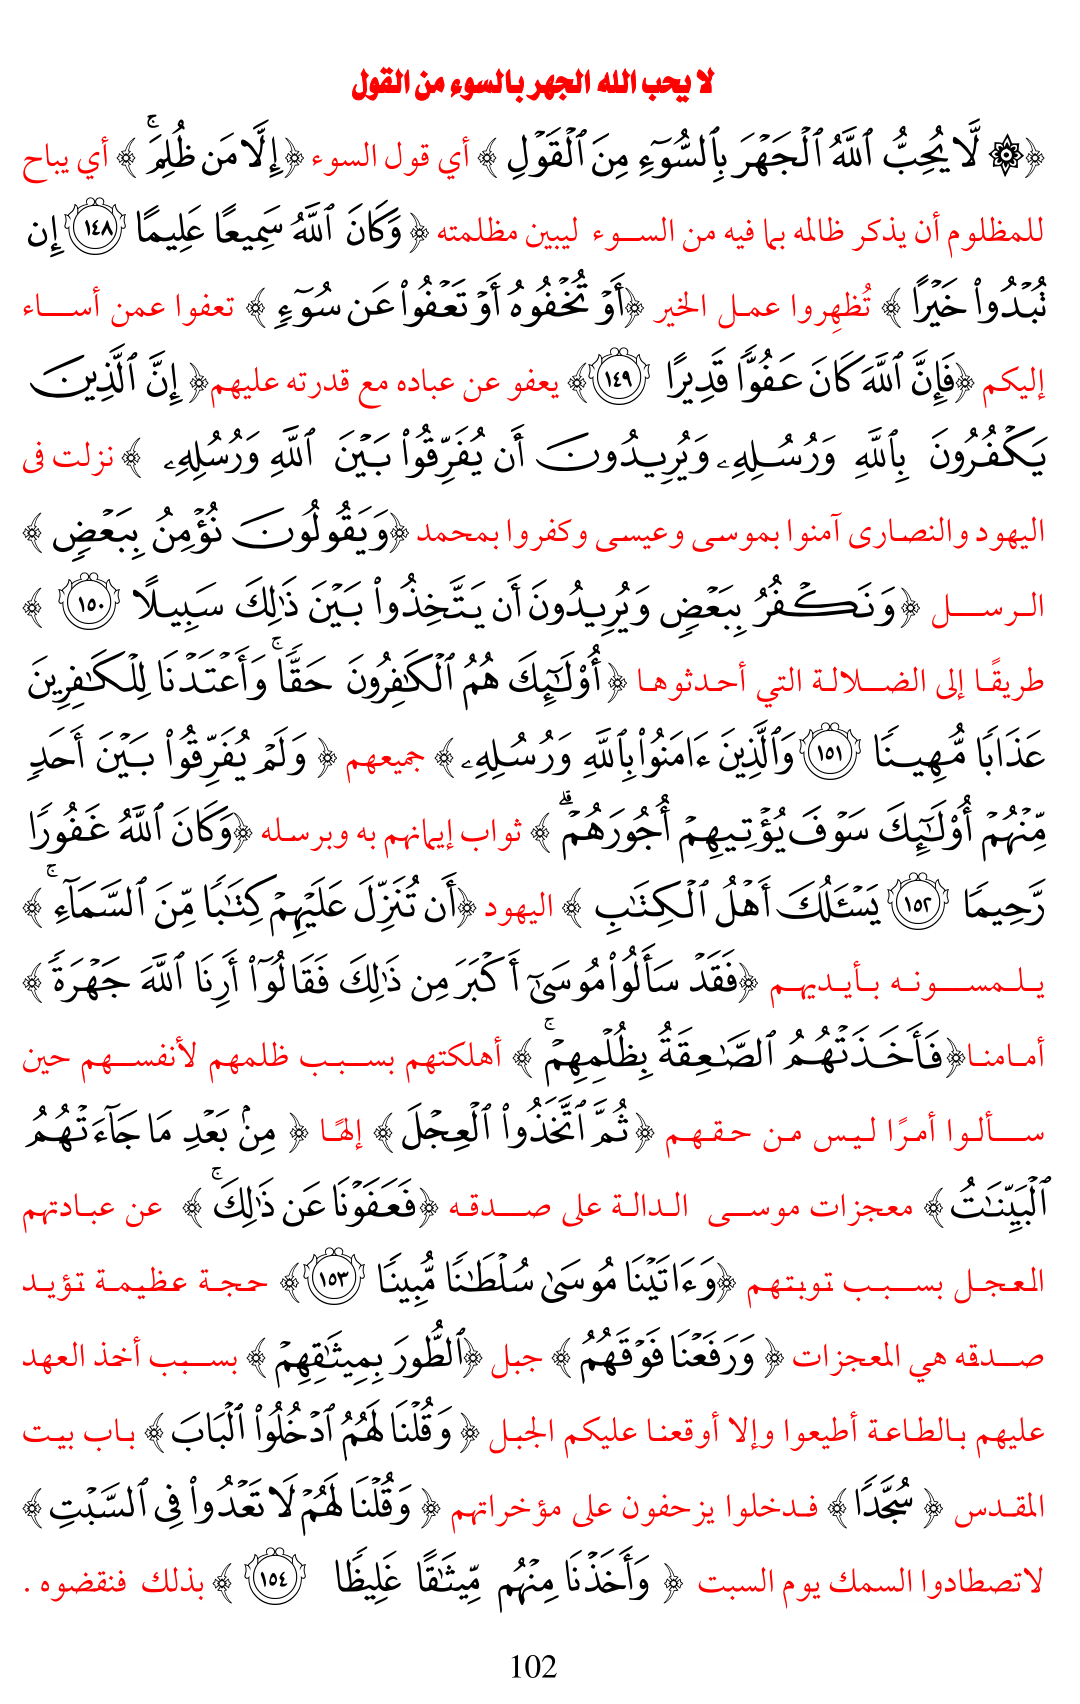 لا يحب الله الجهر بالسوء من القول
﴿۞ لَّا يُحِبُّ ٱللَّهُ ٱلْجَهْرَ بِٱلسُّوٓءِ مِنَ ٱلْقَوْلِ ﴾ أي قول السوء ﴿إِلَّا مَن ظُلِمَۚ ﴾ أي يباح
للمظلوم أن يذكر ظالمه بما فيه من السوء ليبين مظلمته ﴿ وَكَانَ ٱللَّهُ سَمِيعًا عَلِيمًا ١٤٨ إِن
تُبْدُوا۟ خَيْرًا ﴾ تُظهِروا عمل الخير ﴿أَوْ تُخْفُوهُ أَوْ تَعْفُوا۟ عَن سُوٓءٍ ﴾ تعفوا عمن أساء
إليكم ﴿فَإِنَّ ٱللَّهَ كَانَ عَفُوًّا قَدِيرًا ١٤٩﴾ يعفو عن عباده مع قدرته عليهم﴿ إِنَّ ٱلَّذِينَ
يَكْفُرُونَ بِٱللَّهِ وَرُسُلِهِۦ وَيُرِيدُونَ أَن يُفَرِّقُوا۟ بَيْنَ ٱللَّهِ وَرُسُلِهِۦ ﴾ نزلت فى
اليهود والنصارى آمنوا بموسى وعيسى وكفروا بمحمد ﴿وَيَقُولُونَ نُؤْمِنُ بِبَعْضٍ ﴾
الرسل ﴿وَنَكْفُرُ بِبَعْضٍ وَيُرِيدُونَ أَن يَتَّخِذُوا۟ بَيْنَ ذَٰلِكَ سَبِيلًا ١٥٠ ﴾
طريقًا إلى الضلالة التي أحدثوها ﴿ أُو۟لَـٰٓئِكَ هُمُ ٱلْكَـٰفِرُونَ حَقًّاۚ وَأَعْتَدْنَا لِلْكَـٰفِرِينَ
عَذَابًا مُّهِينًا ١٥١ وَٱلَّذِينَ ءَامَنُوا۟ بِٱللَّهِ وَرُسُلِهِۦ ﴾ جميعهم ﴿ وَلَمْ يُفَرِّقُوا۟ بَيْنَ أَحَدٍ
مِّنْهُمْ أُو۟لَـٰٓئِكَ سَوْفَ يُؤْتِيهِمْ أُجُورَهُمْۗ ﴾ ثواب إيمانهم به وبرسله ﴿وَكَانَ ٱللَّهُ غَفُورًا
رَّحِيمًا ١٥٢ يَسْـَٔلُكَ أَهْلُ ٱلْكِتَـٰبِ ﴾ اليهود ﴿أَن تُنَزِّلَ عَلَيْهِمْ كِتَـٰبًا مِّنَ ٱلسَّمَآءِۚ ﴾
يلمسونه بأيديهم ﴿فَقَدْ سَأَلُوا۟ مُوسَىٰٓ أَكْبَرَ مِن ذَٰلِكَ فَقَالُوٓا۟ أَرِنَا ٱللَّهَ جَهْرَةً ﴾
أمامنا﴿فَأَخَذَتْهُمُ ٱلصَّـٰعِقَةُ بِظُلْمِهِمْۚ ﴾ أهلكتهم بسبب ظلمهم لأنفسهم حين
سألوا أمرًا ليس من حقهم ﴿ثُمَّ ٱتَّخَذُوا۟ ٱلْعِجْلَ ﴾ إلهًا ﴿ مِنۢ بَعْدِ مَا جَآءَتْهُمُ
ٱلْبَيِّنَـٰتُ ﴾ معجزات موسى الدالة على صدقه ﴿فَعَفَوْنَا عَن ذَٰلِكَۚ ﴾ عن عبادتهم
العجل بسبب توبتهم ﴿وَءَاتَيْنَا مُوسَىٰ سُلْطَـٰنًا مُّبِينًا ١٥٣﴾ حجة عظيمة تؤيد
صدقه هي المعجزات ﴿ وَرَفَعْنَا فَوْقَهُمُ ﴾ جبل ﴿ٱلطُّورَ بِمِيثَـٰقِهِمْ ﴾ بسبب أخذ العهد
عليهم بالطاعة أطيعوا وإلا أوقعنا عليكم الجبل ﴿ وَقُلْنَا لَهُمُ ٱدْخُلُوا۟ ٱلْبَابَ ﴾ باب بيت
المقدس ﴿ سُجَّدًا ﴾ فدخلوا يزحفون على مؤخراتهم ﴿ وَقُلْنَا لَهُمْ لَا تَعْدُوا۟ فِى ٱلسَّبْتِ ﴾
لاتصطادوا السمك يوم السبت ﴿ وَأَخَذْنَا مِنْهُم مِّيثَـٰقًا غَلِيظًا ١٥٤ ﴾ بذلك فنقضوه .
102